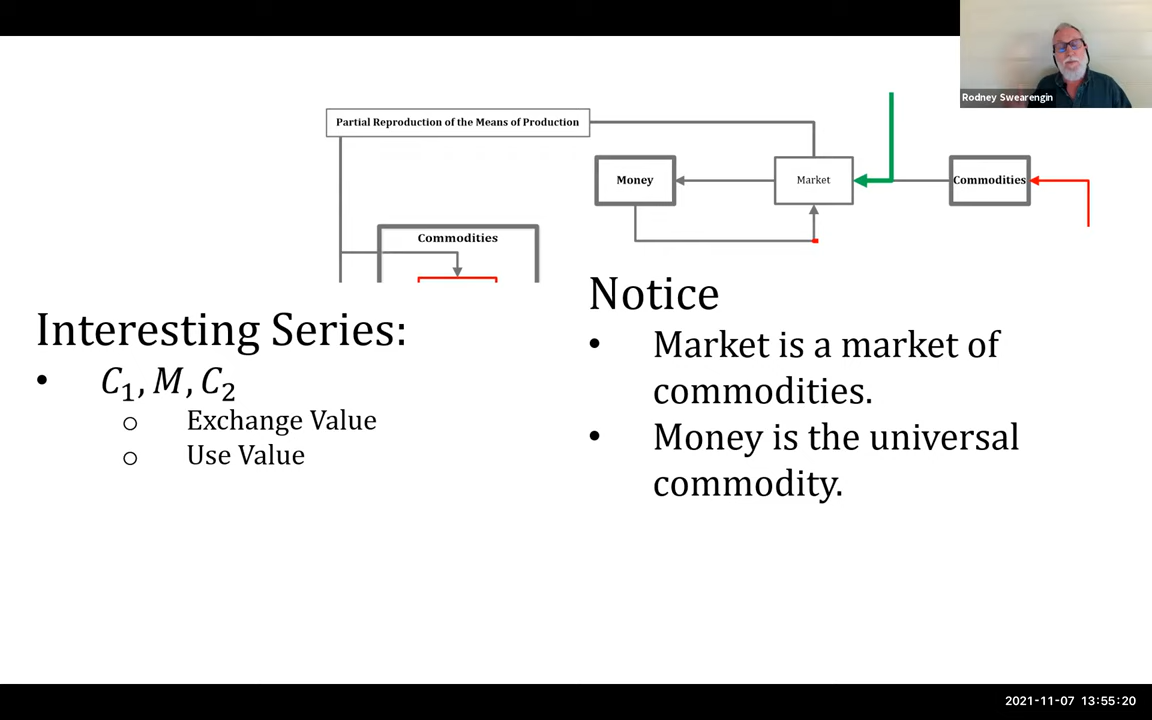 Rodney Swearengin
Partial Reproduction of the Means of Production
Money
Market
Commodities
Commodities
Interesting Series:
• C₁, M, C₂
o Exchange Value
o Use Value
Notice
• Market is a market of
commodities.
• Money is the universal
commodity.
2021-11-07 13:55:20